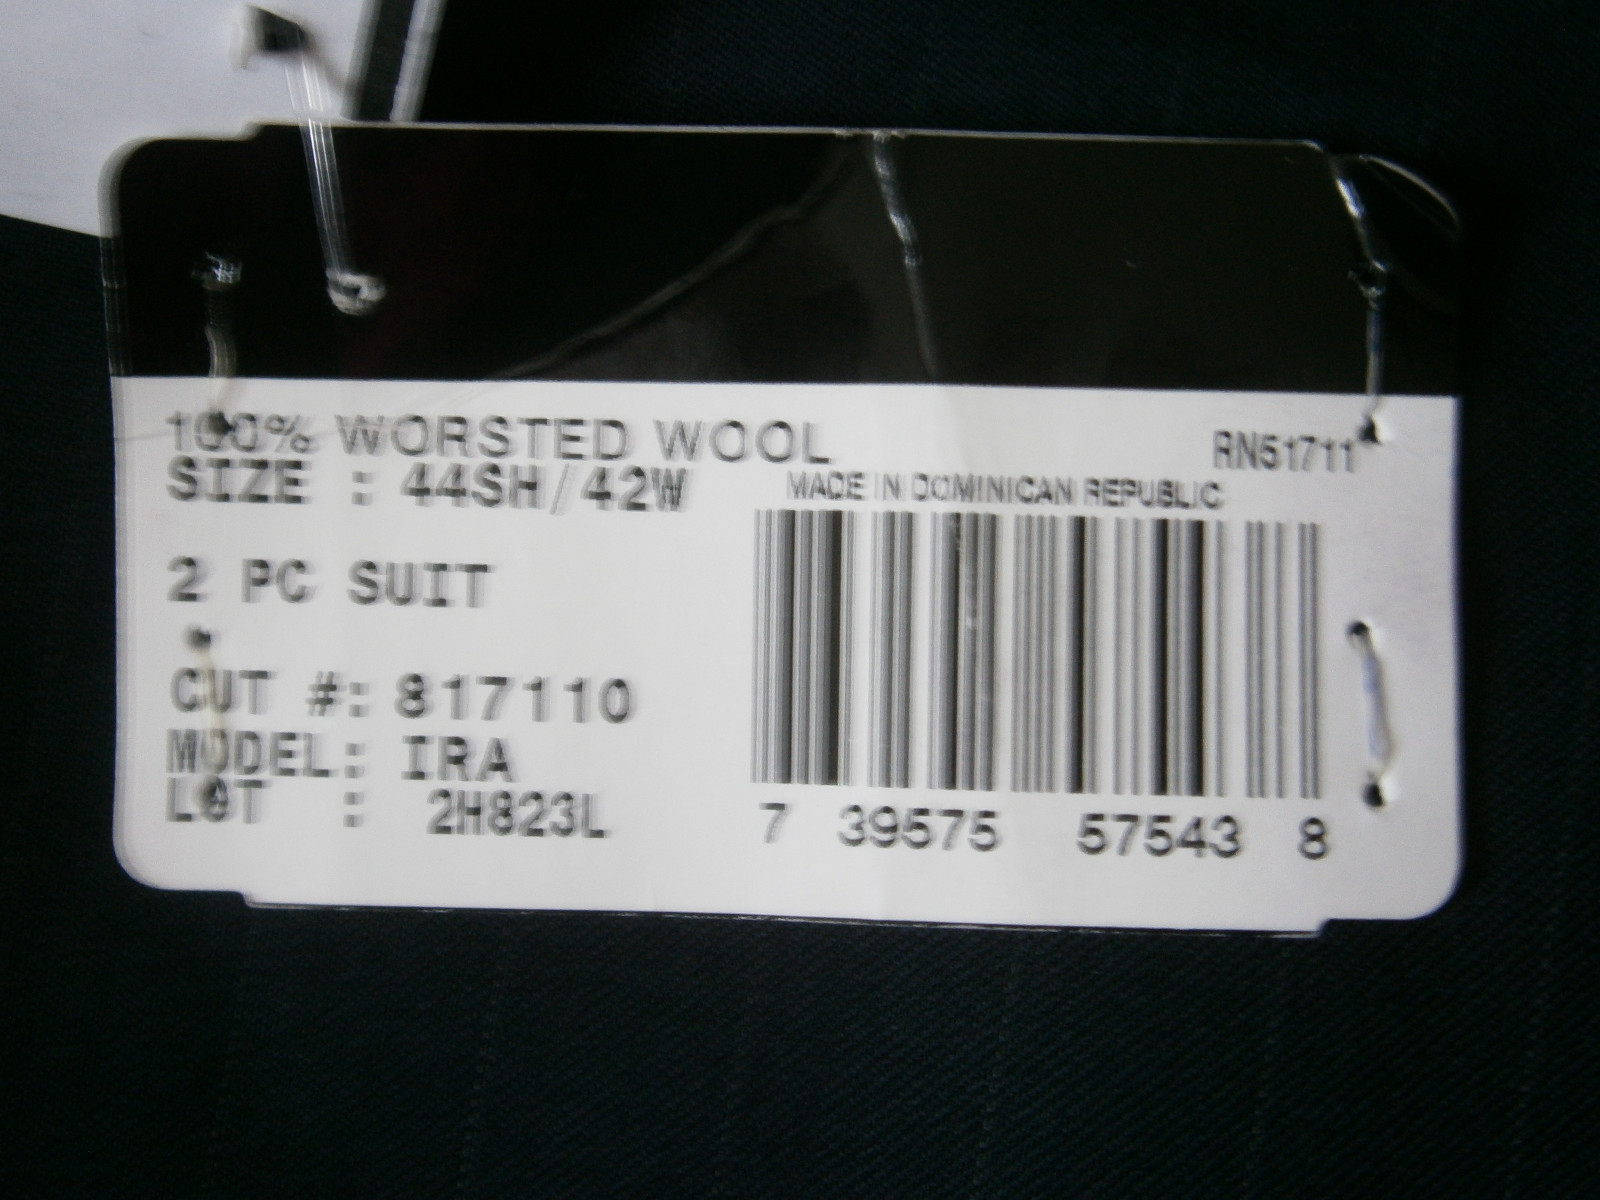 100% WORSTED WOOL
RN51711
SIZE : 44SH/42W
MADE IN DOMINICAN REPUBLIC
2 PC SUIT
CUT #: 817110
MODEL: IRA
LOT : 2H823L
7 39575 57543 8